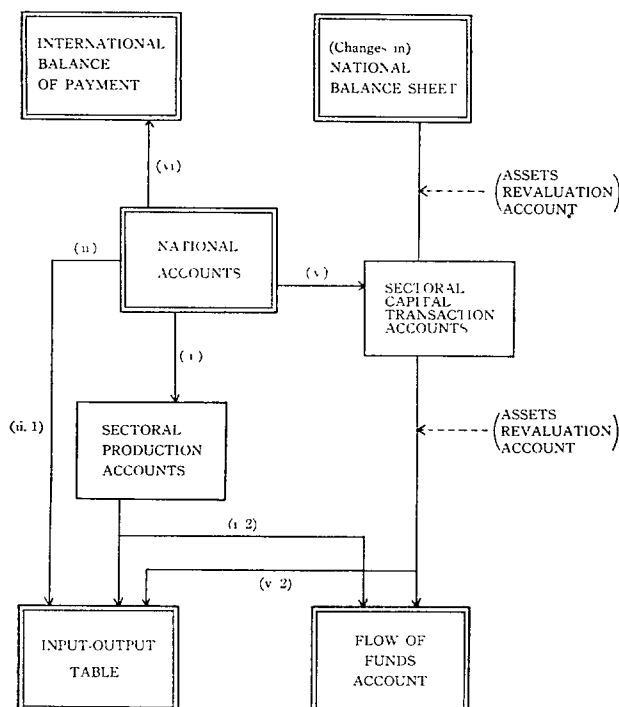 INTERNATIONAL
BALANCE
OF PAYMENT
(Changes in)
NATIONAL
BALANCE SHEET
(vi)
(ASSETS
REVALUATION
ACCOUNT)
(ii)
NATIONAL
ACCOUNTS
(v)
SECTORAL
CAPITAL
TRANSACTION
ACCOUNTS
(i)
(ii. 1)
SECTORAL
PRODUCTION
ACCOUNTS
(ASSETS
REVALUATION
ACCOUNT)
(i 2)
(v 2)
INPUT-OUTPUT
TABLE
FLOW OF
FUNDS
ACCOUNT